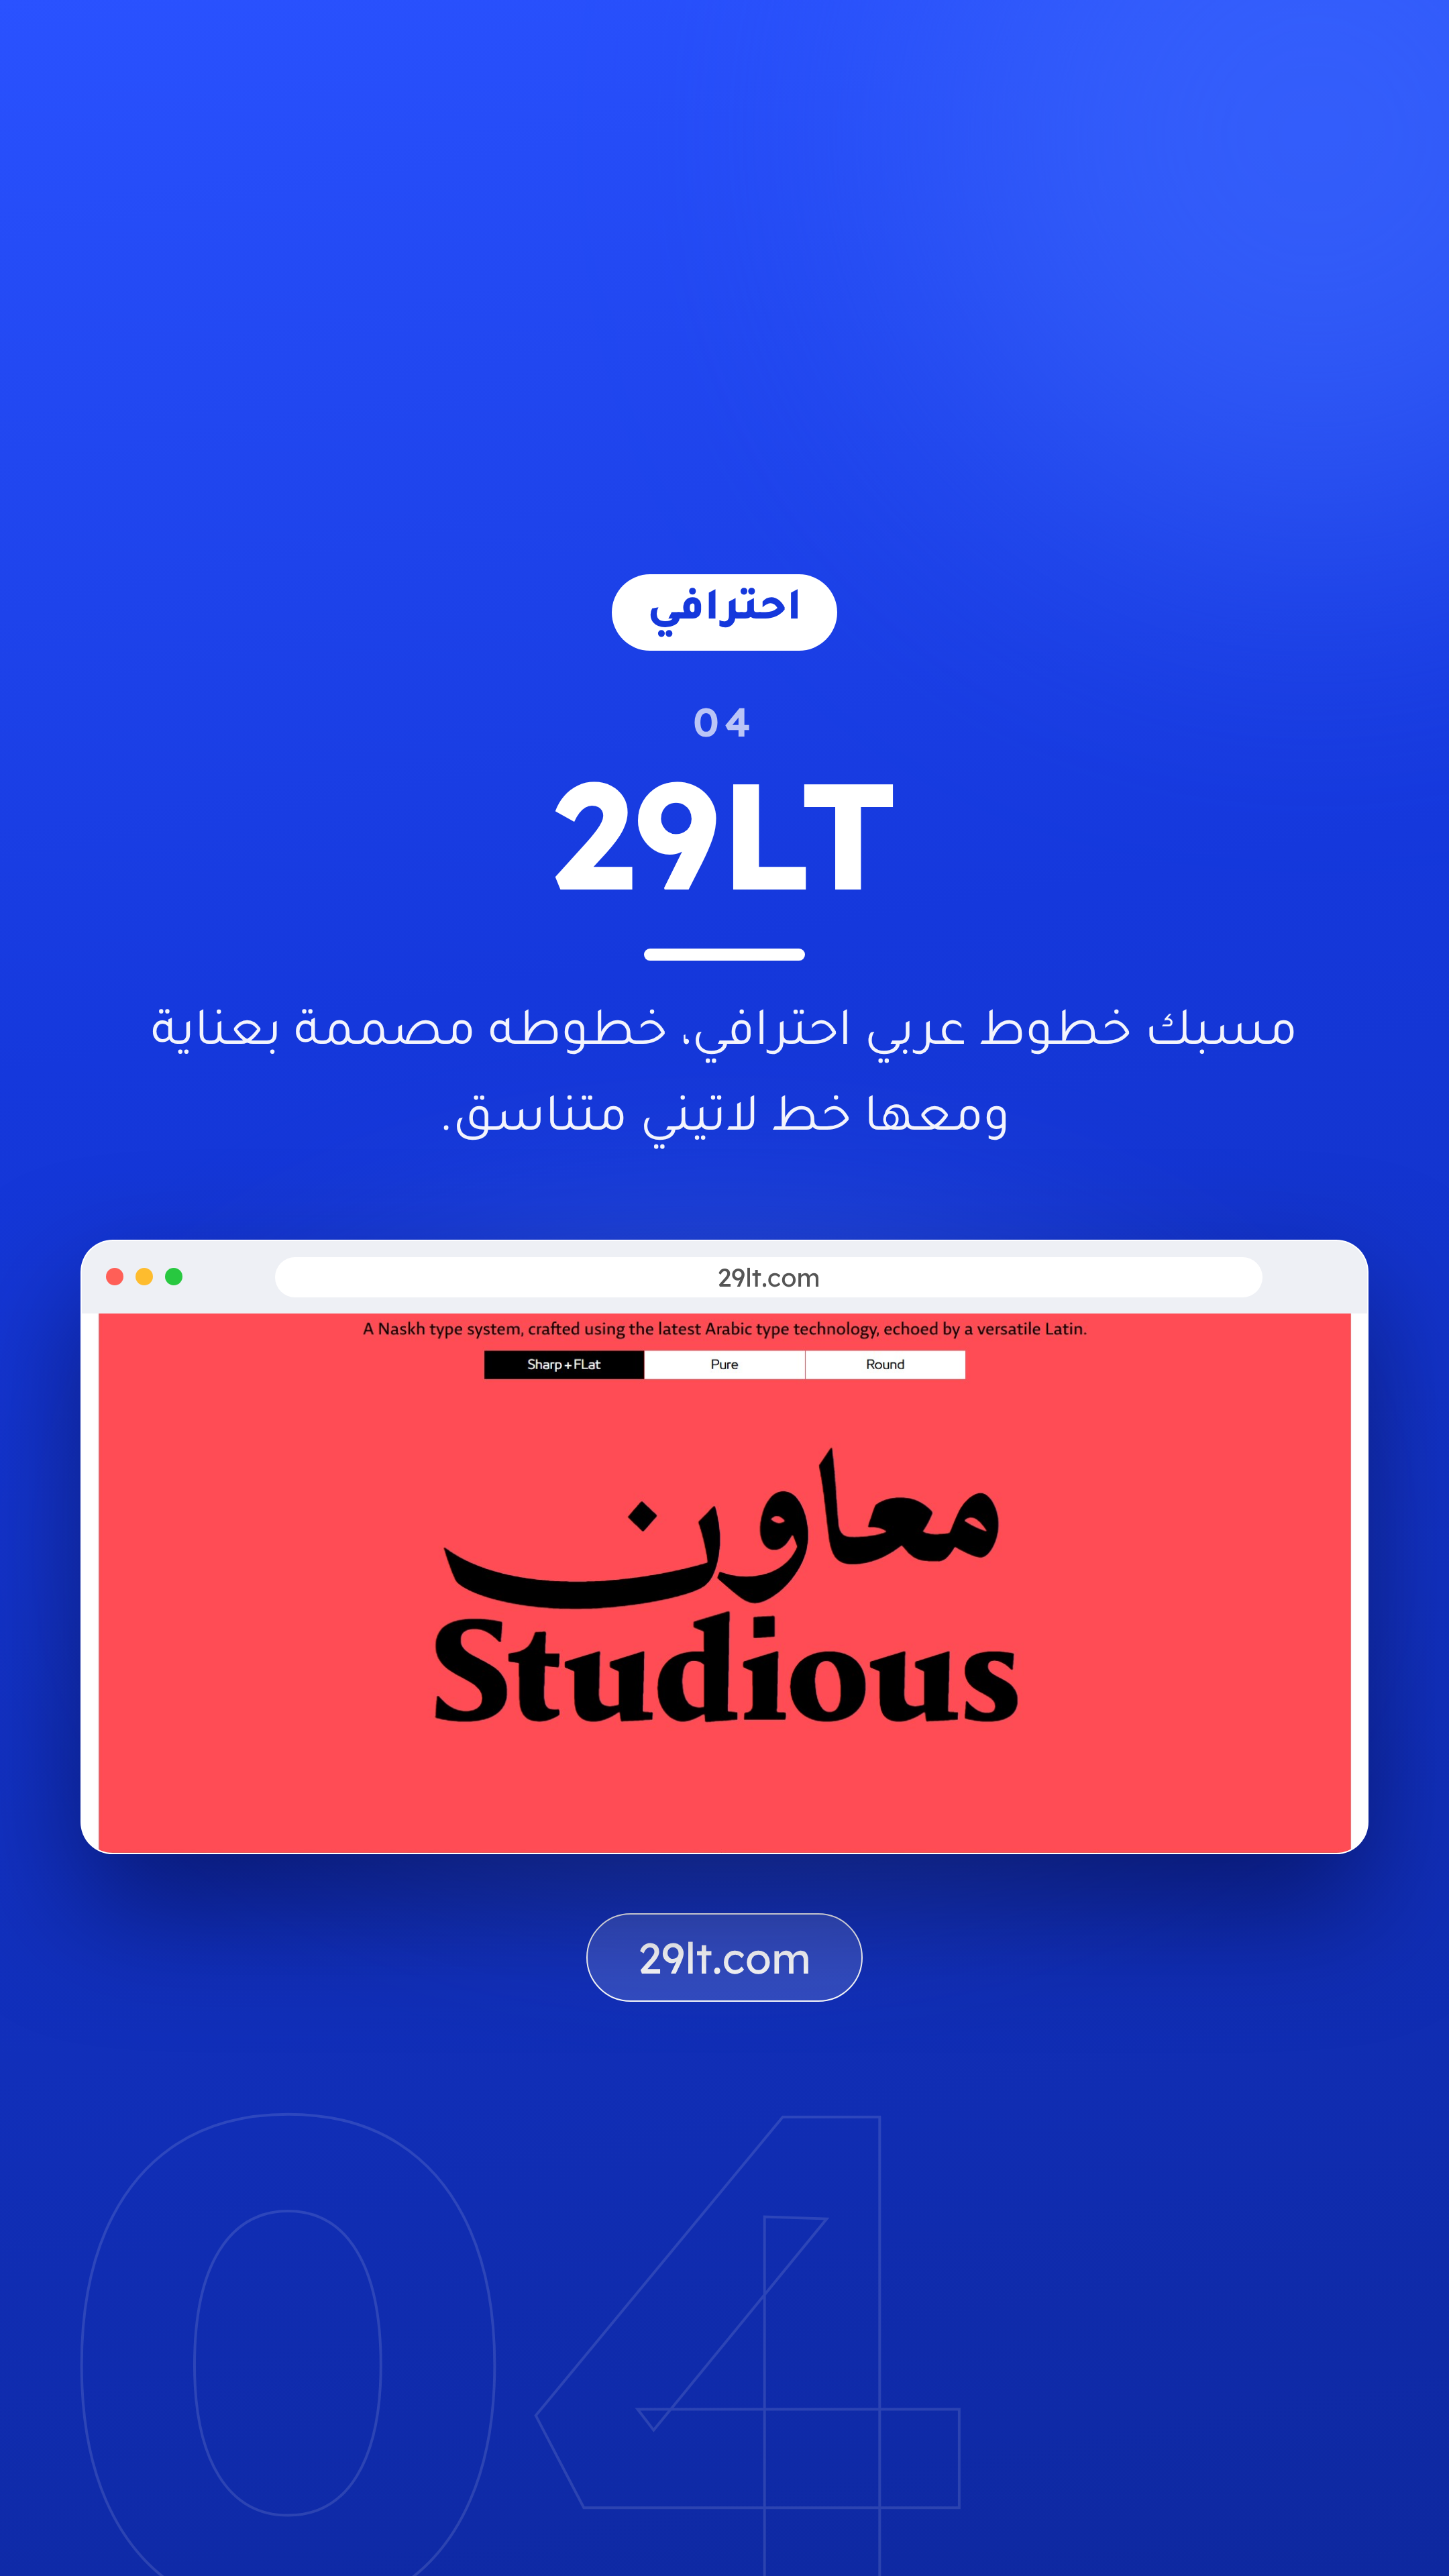 احترافي
04
29LT
مسبك خطوط عربي احترافي، خطوطه مصممة بعناية
ومعها خط لاتيني متناسق.
29lt.com
A Naskh type system, crafted using the latest Arabic type technology, echoed by a versatile Latin.
Sharp + FLat Pure Round
معاون
Studious
29lt.com
04